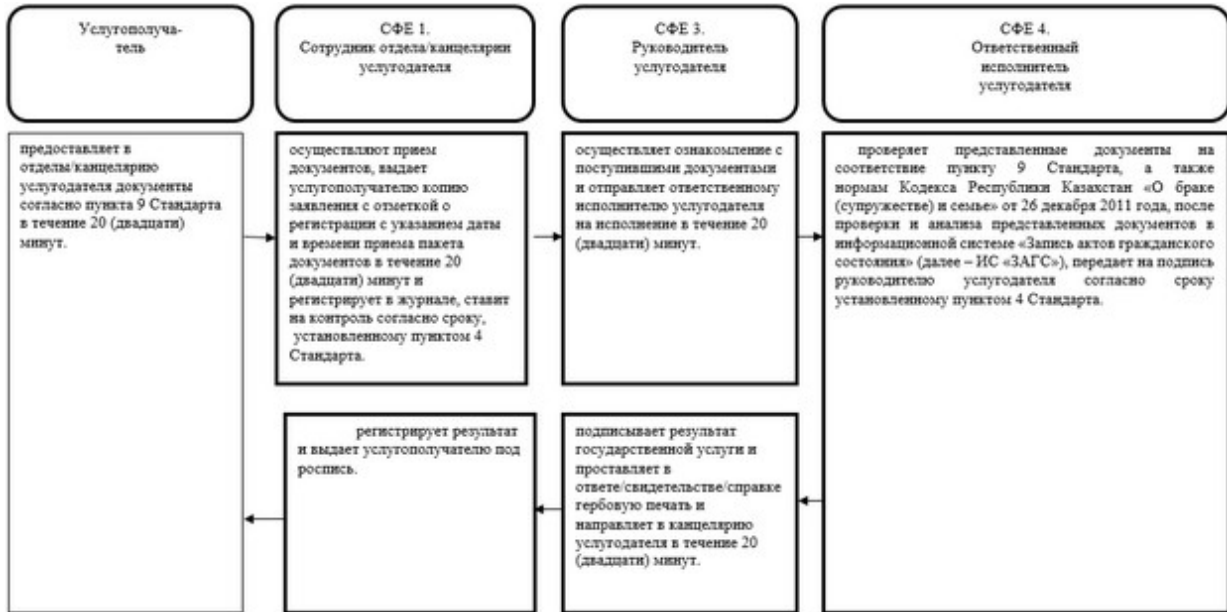 Услугополуча-
тель
СФЕ 1.
Сотрудник отдела/канцелярии
услугодателя
СФЕ 3.
Руководитель
услугодателя
СФЕ 4.
Ответственный
исполнитель
услугодателя
предоставляет в
отделы/канцелярию
услугодателя документы
согласно пункта 9 Стандарта
в течение 20 (двадцати)
минут.
осуществляют прием
документов, выдает
услугополучателю копию
заявления с отметкой о
регистрации с указанием даты
и времени приема пакета
документов в течение 20
(двадцати) минут и
регистрирует в журнале, ставит
на контроль согласно сроку,
установленному пунктом 4
Стандарта.
осуществляет ознакомление с
поступившими документами
и отправляет ответственному
исполнителю услугодателя
на исполнение в течение 20
(двадцати) минут.
проверяет представленные документы на
соответствие пункту 9 Стандарта, а также
нормам Кодекса Республики Казахстан «О браке
(супружестве) и семье» от 26 декабря 2011 года, после
проверки и анализа представленных документов в
информационной системе «Запись актов гражданского
состояния» (далее – ИС «ЗАГС»), передает на подпись
руководителю услугодателя согласно сроку
установленному пунктом 4 Стандарта.
регистрирует результат
и выдает услугополучателю под
роспись.
подписывает результат
государственной услуги и
проставляет в
ответе/свидетельстве/справке
гербовую печать и
направляет в канцелярию
услугодателя в течение 20
(двадцати) минут.